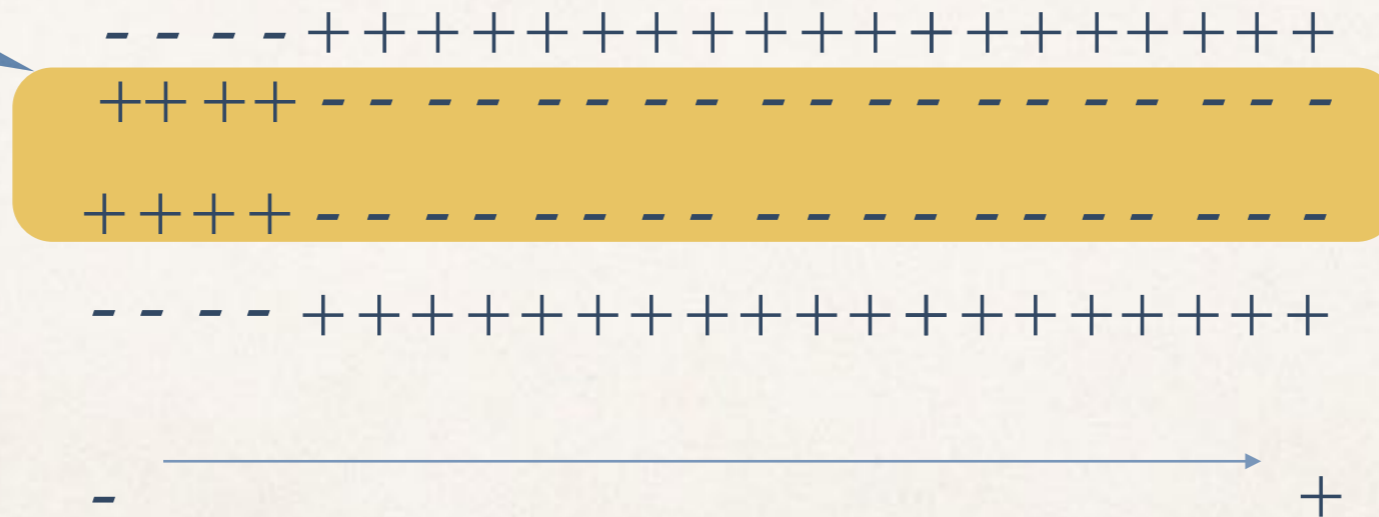 - - - - + + + + + + + + + + + + + + + + + + +
++ + + - - - - - - - - - - - - - - - - - - -
+ + + + - - - - - - - - - - - - - - - - - - -
- - - - + + + + + + + + + + + + + + + + + + +
- +